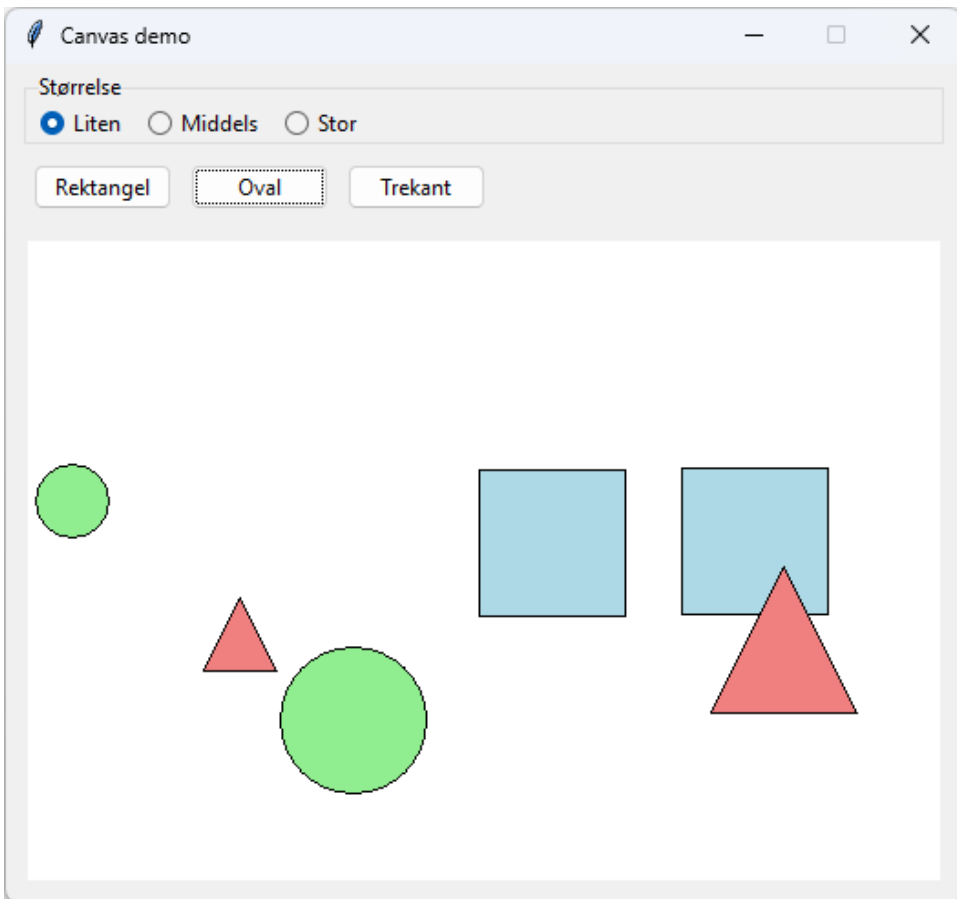 Canvas demo
Størrelse
Liten Middels Stor
Rektangel Oval Trekant